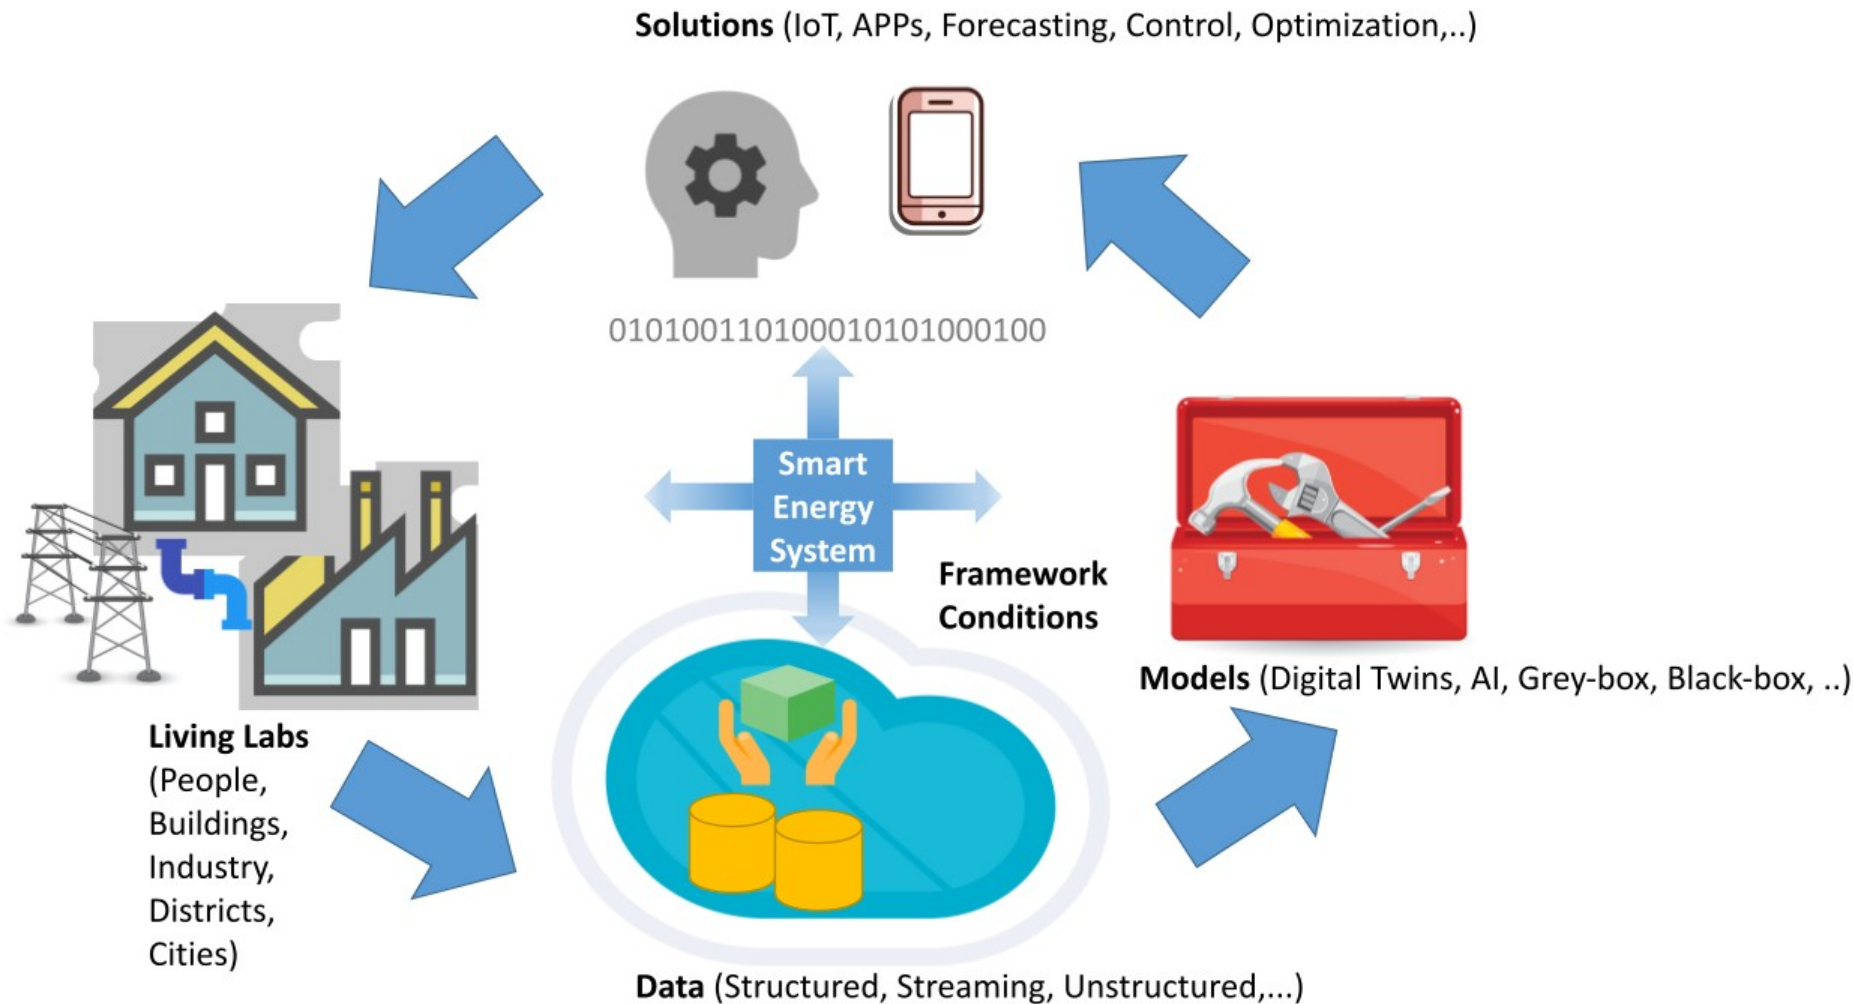 Solutions (IoT, APPs, Forecasting, Control, Optimization,..)
010100110100010101000100
Smart
Energy
System
Framework
Conditions
Models (Digital Twins, AI, Grey-box, Black-box, ..)
Living Labs
(People,
Buildings,
Industry,
Districts,
Cities)
Data (Structured, Streaming, Unstructured,...)